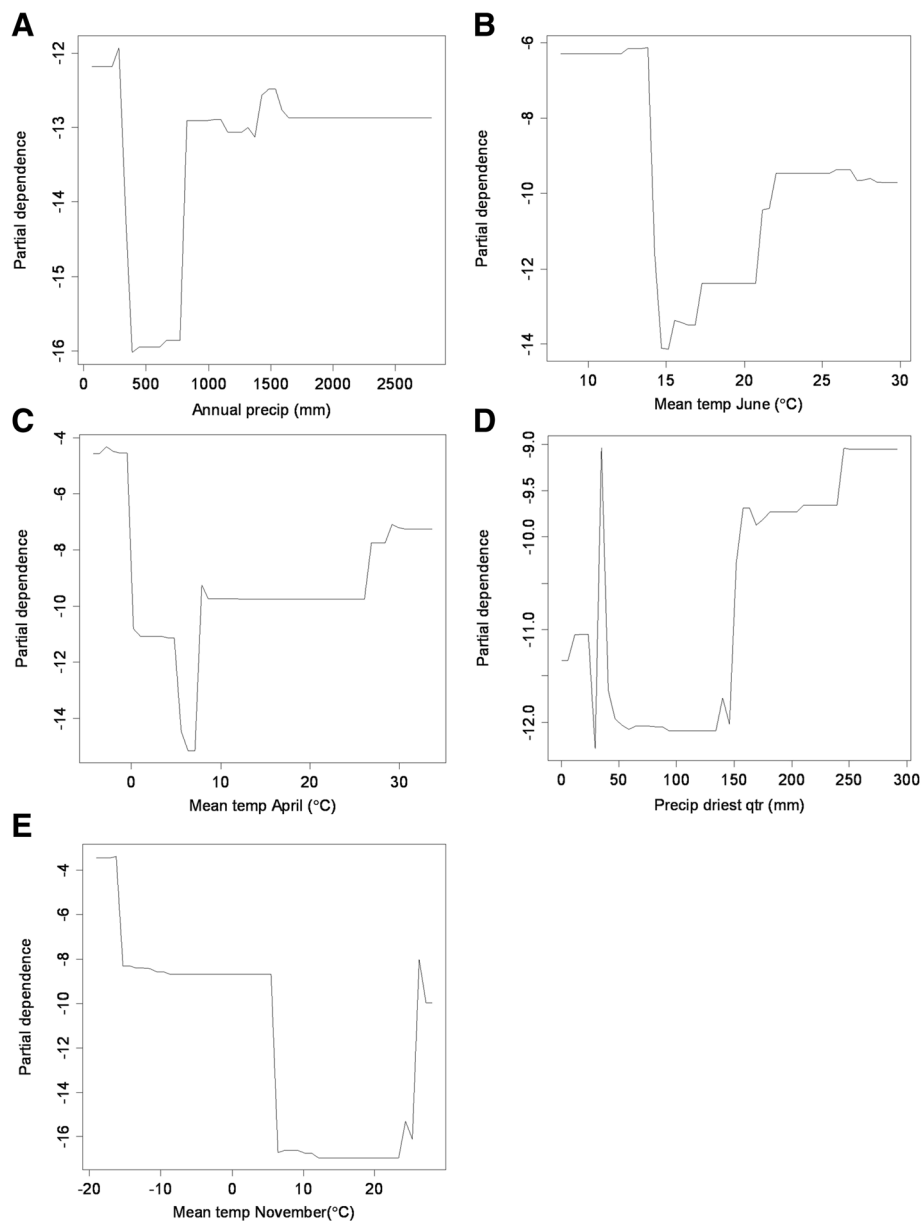 A
Partial dependence
-12
-13
-14
-15
-16
0 500 1000 1500 2000 2500
Annual precip (mm)
B
Partial dependence
-6
-8
-10
-12
-14
10 15 20 25 30
Mean temp June (°C)
C
Partial dependence
-4
-6
-8
-10
-12
-14
0 10 20 30
Mean temp April (°C)
D
Partial dependence
-9.0
-9.5
-10.0
-11.0
-12.0
0 50 100 150 200 250 300
Precip driest qtr (mm)
E
Partial dependence
-4
-6
-8
-10
-12
-14
-16
-20 -10 0 10 20
Mean temp November(°C)